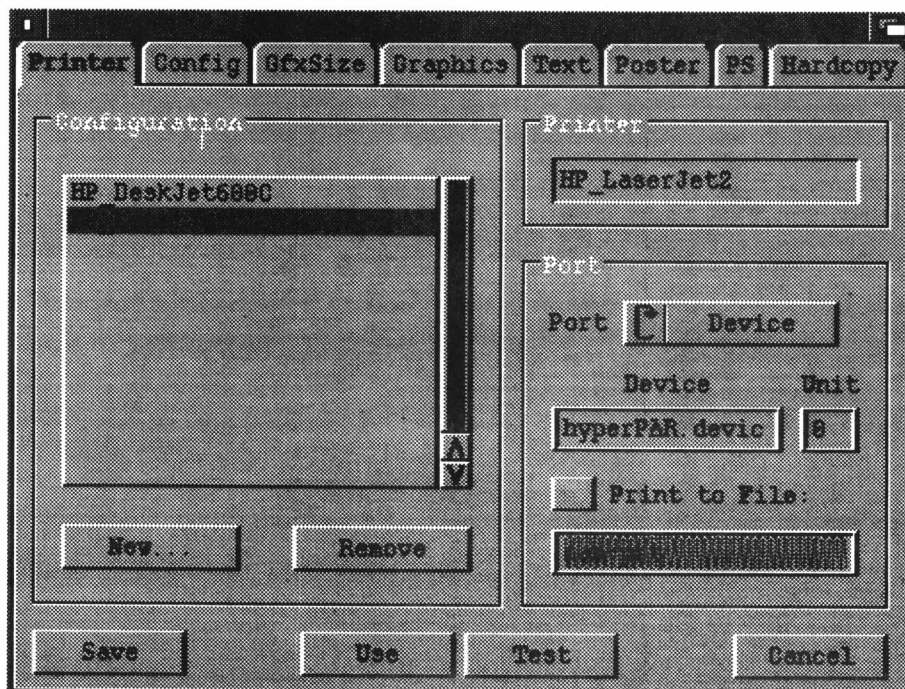 Printer Config GfxSize Graphics Text Poster PS Hardcopy
Configuration
HP_DeskJet600C
New... Remove
Printer
HP_LaserJet2
Port
Port Device
Device Unit
hyperPAR.devic 0
Print to File:
Save Use Test Cancel